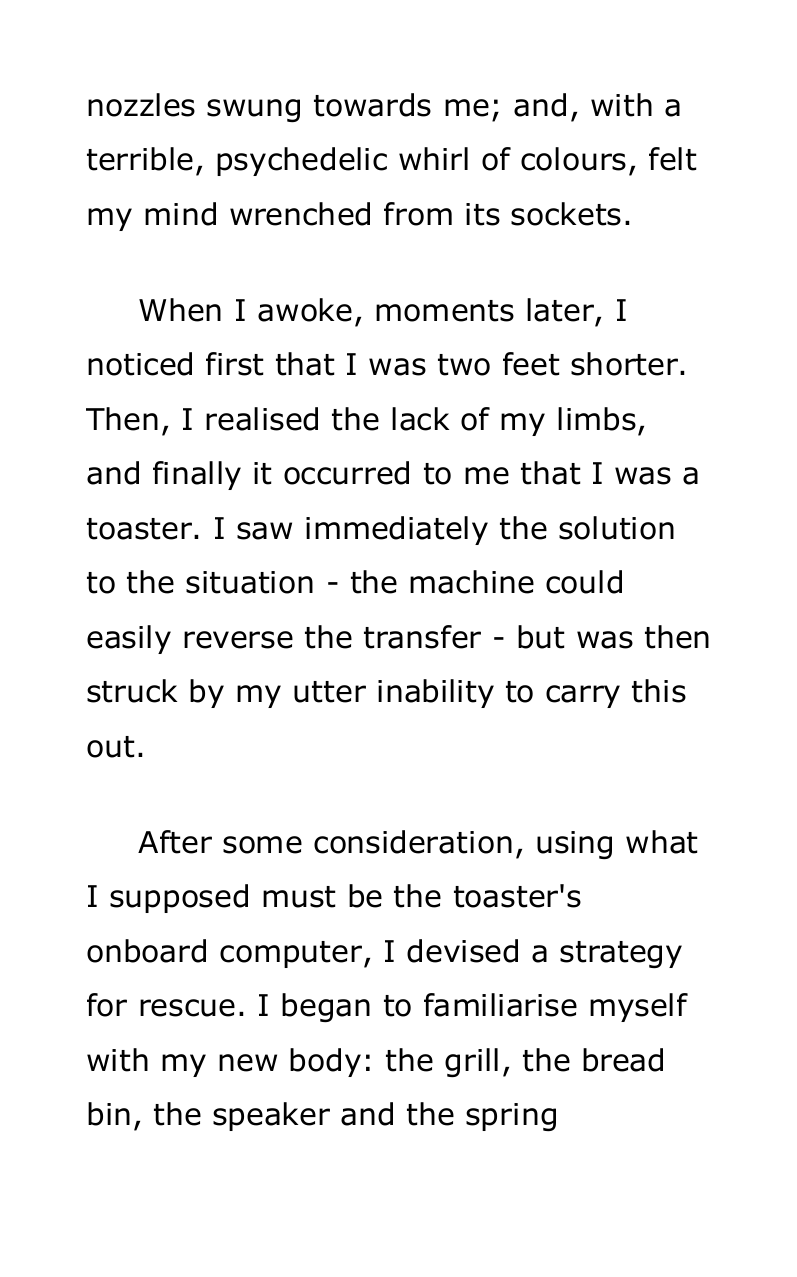 nozzles swung towards me; and, with a
terrible, psychedelic whirl of colours, felt
my mind wrenched from its sockets.
When I awoke, moments later, I
noticed first that I was two feet shorter.
Then, I realised the lack of my limbs,
and finally it occurred to me that I was a
toaster. I saw immediately the solution
to the situation - the machine could
easily reverse the transfer - but was then
struck by my utter inability to carry this
out.
After some consideration, using what
I supposed must be the toaster's
onboard computer, I devised a strategy
for rescue. I began to familiarise myself
with my new body: the grill, the bread
bin, the speaker and the spring